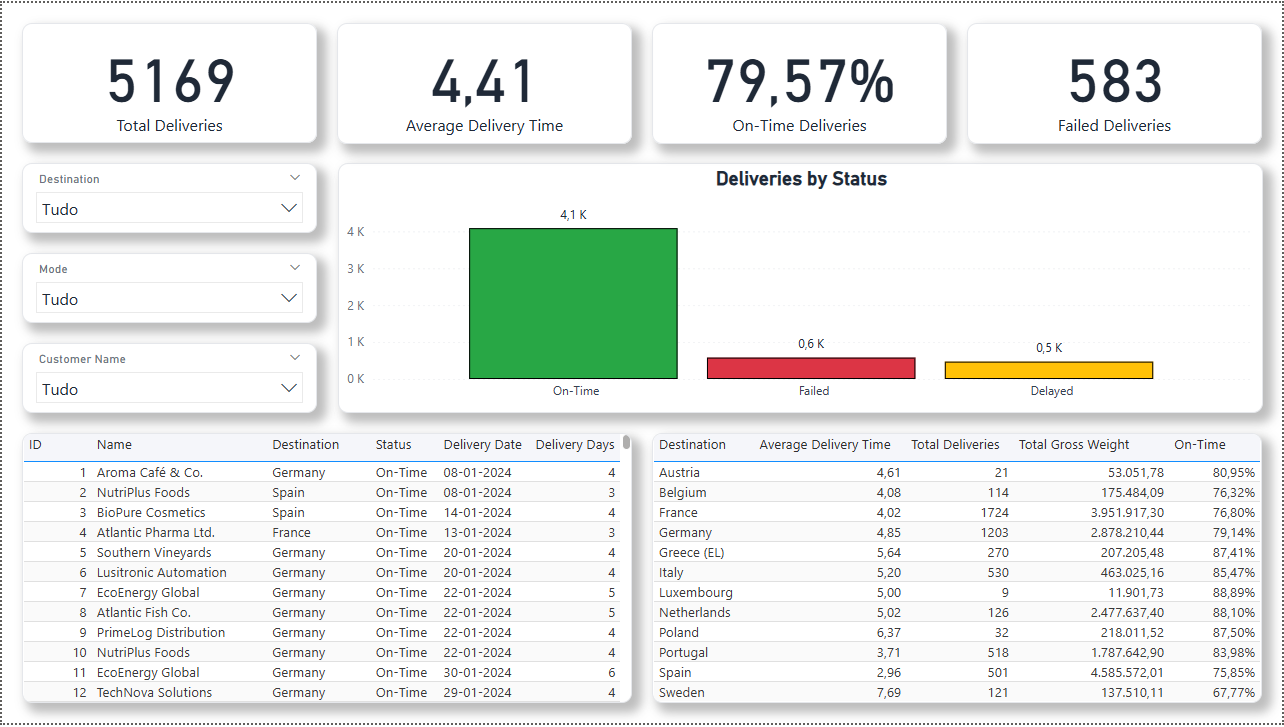 5169
Total Deliveries
4,41
Average Delivery Time
79,57%
On-Time Deliveries
583
Failed Deliveries
Destination
Tudo
Mode
Tudo
Customer Name
Tudo
Deliveries by Status
4 K
3 K
2 K
1 K
0 K
4,1 K
0,6 K
0,5 K
On-Time Failed Delayed
ID Name Destination Status Delivery Date Delivery Days
1 Aroma Café & Co. Germany On-Time 08-01-2024 4
2 NutriPlus Foods Spain On-Time 08-01-2024 3
3 BioPure Cosmetics Spain On-Time 14-01-2024 4
4 Atlantic Pharma Ltd. France On-Time 13-01-2024 3
5 Southern Vineyards Germany On-Time 20-01-2024 4
6 Lusitronic Automation Germany On-Time 20-01-2024 4
7 EcoEnergy Global Germany On-Time 22-01-2024 5
8 Atlantic Fish Co. Germany On-Time 22-01-2024 5
9 PrimeLog Distribution Germany On-Time 22-01-2024 4
10 NutriPlus Foods Germany On-Time 22-01-2024 4
11 EcoEnergy Global Germany On-Time 30-01-2024 6
12 TechNova Solutions Germany On-Time 29-01-2024 4
Destination Average Delivery Time Total Deliveries Total Gross Weight On-Time
Austria 4,61 21 53.051,78 80,95%
Belgium 4,08 114 175.484,09 76,32%
France 4,02 1724 3.951.917,30 76,80%
Germany 4,85 1203 2.878.210,44 79,14%
Greece (EL) 5,64 270 207.205,48 87,41%
Italy 5,20 530 463.025,16 85,47%
Luxembourg 5,00 9 11.901,73 88,89%
Netherlands 5,02 126 2.477.637,40 88,10%
Poland 6,37 32 218.011,52 87,50%
Portugal 3,71 518 1.787.642,90 83,98%
Spain 2,96 501 4.585.572,01 75,85%
Sweden 7,69 121 137.510,11 67,77%